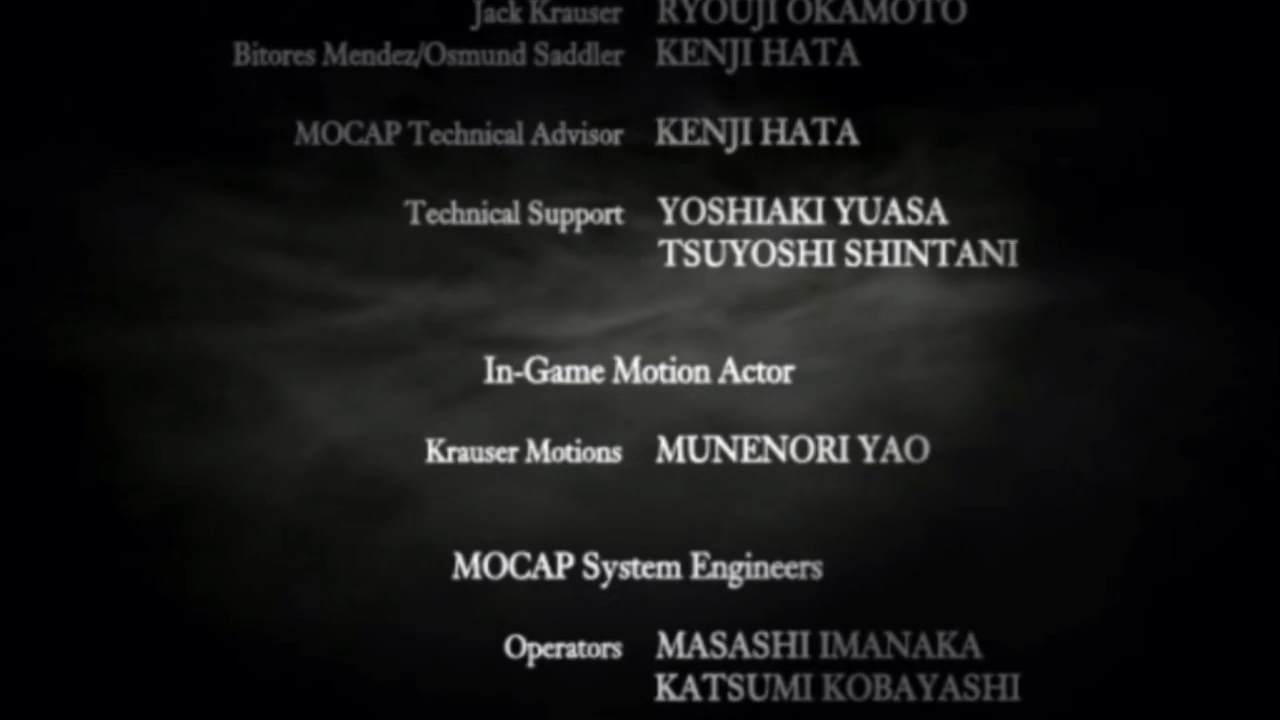 Jack Krauser RYOUJI OKAMOTO
Bitores Mendez/Osmund Saddler KENJI HATA
MOCAP Technical Advisor KENJI HATA
Technical Support YOSHIAKI YUASA
TSUYOSHI SHINTANI
In-Game Motion Actor
Krauser Motions MUNENORI YAO
MOCAP System Engineers
Operators MASASHI IMANAKA
KATSUMI KOBAYASHI